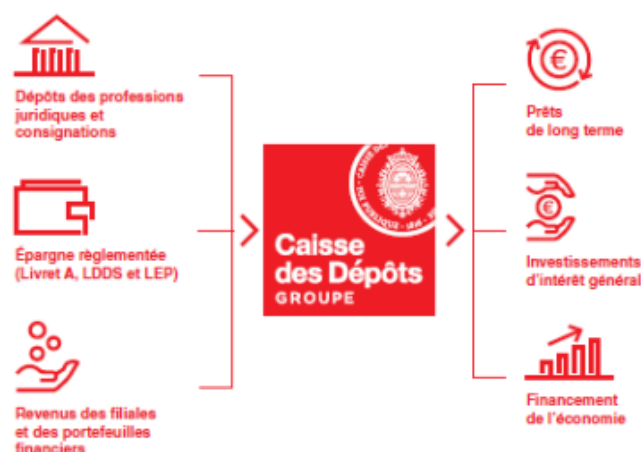 Dépôts des professions
juridiques et
consignations
Épargne règlementée
(Livret A, LDDS et LEP)
Revenus des filiales
et des portefeuilles
financiers
Caisse
des Dépôts
GROUPE
Prêts
de long terme
Investissements
d'intérêt général
Financement
de l'économie